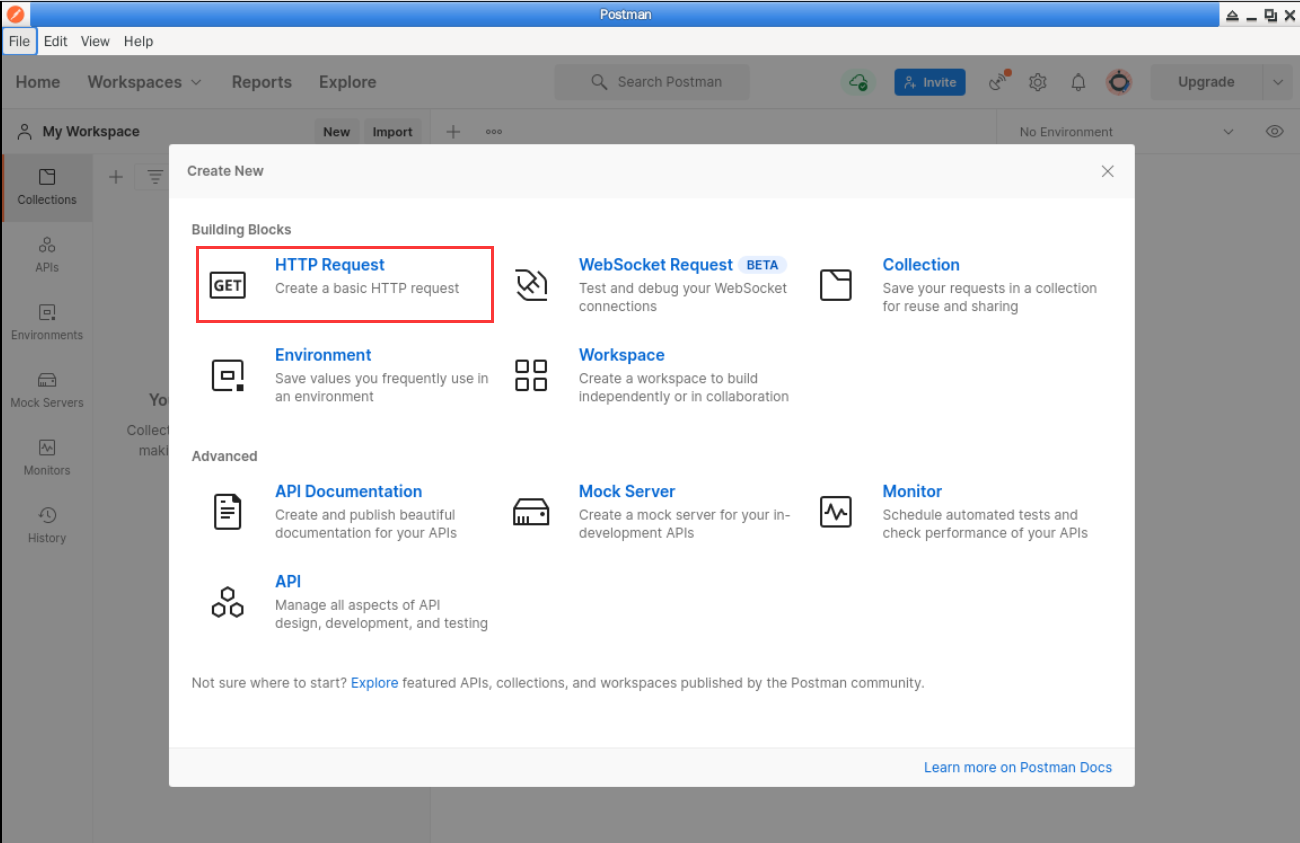 Postman
File Edit View Help
Home Workspaces Reports Explore Search Postman Invite Upgrade
My Workspace New Import No Environment
Collections
APIs
Environments
Mock Servers
Monitors
History
Create New
Building Blocks
GET
HTTP Request
Create a basic HTTP request
WebSocket Request BETA
Test and debug your WebSocket
connections
Collection
Save your requests in a collection
for reuse and sharing
Environment
Save values you frequently use in
an environment
Workspace
Create a workspace to build
independently or in collaboration
Advanced
API Documentation
Create and publish beautiful
documentation for your APIs
Mock Server
Create a mock server for your in-
development APIs
Monitor
Schedule automated tests and
check performance of your APIs
API
Manage all aspects of API
design, development, and testing
Not sure where to start? Explore featured APIs, collections, and workspaces published by the Postman community.
Learn more on Postman Docs